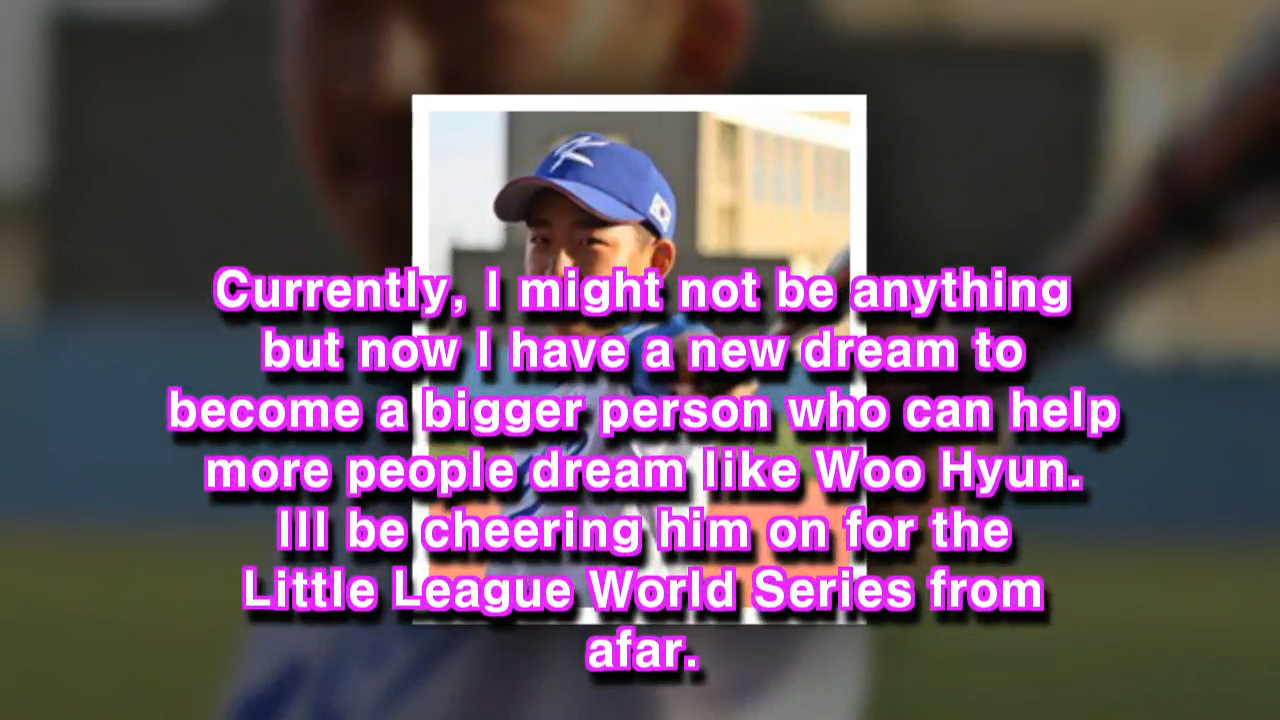 Currently, I might not be anything
but now I have a new dream to
become a bigger person who can help
more people dream like Woo Hyun.
Ill be cheering him on for the
Little League World Series from
afar.